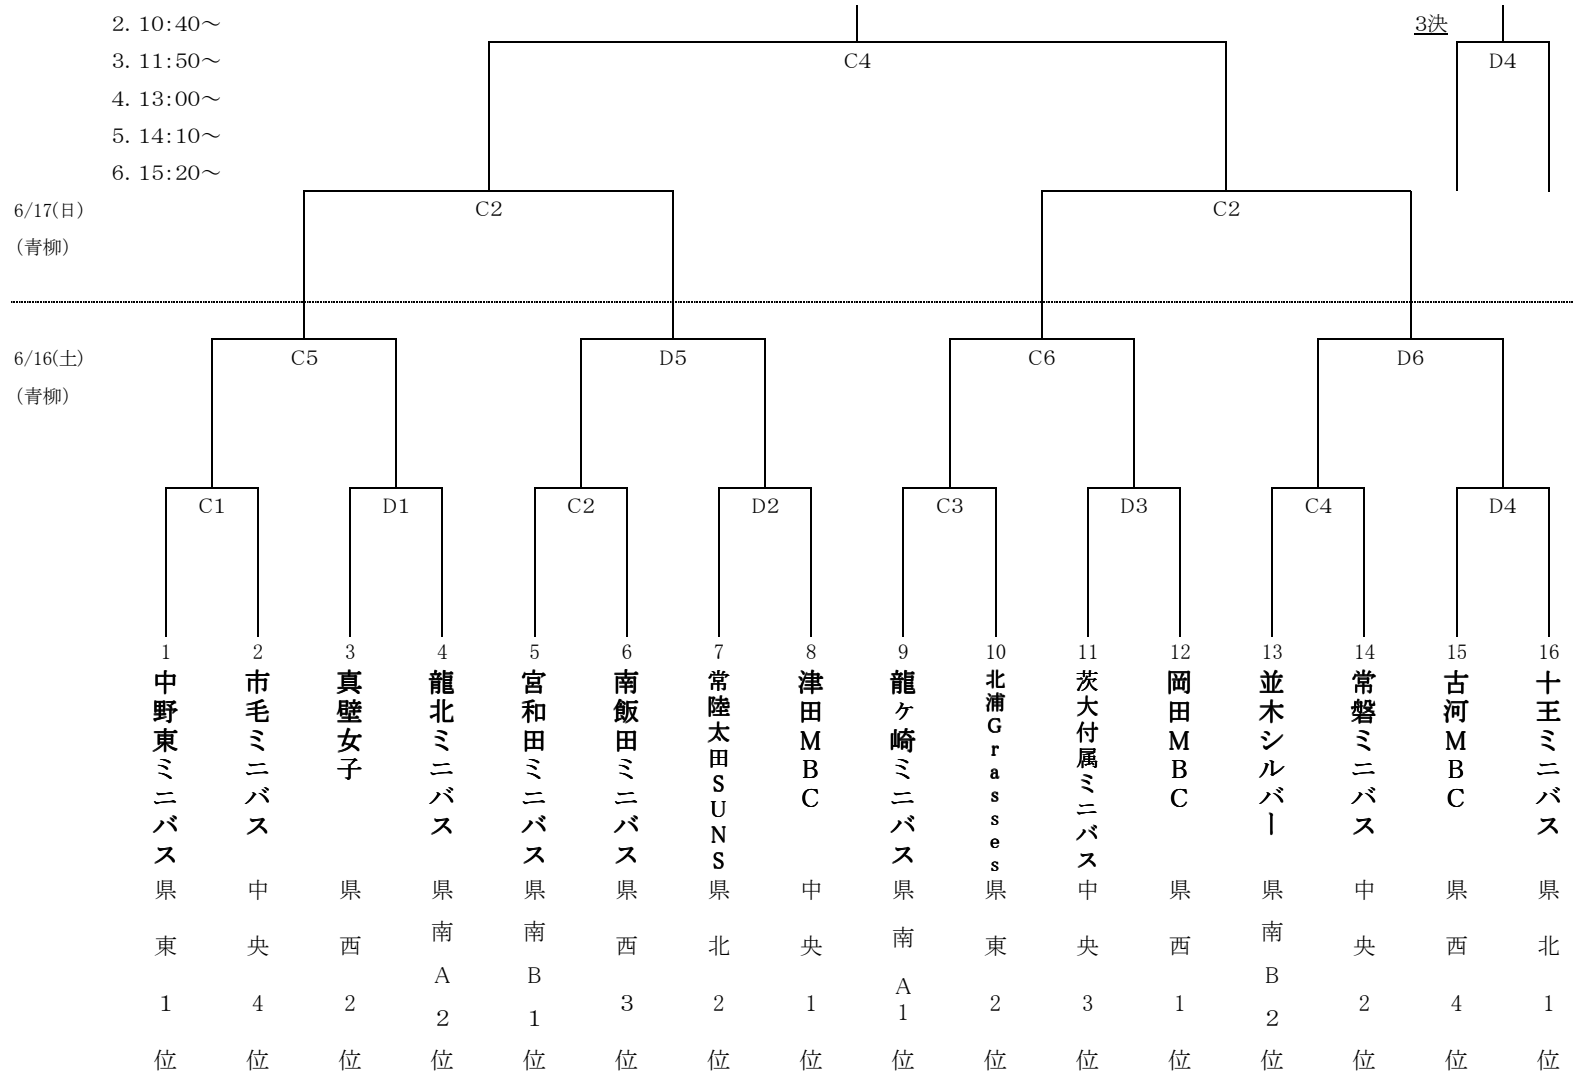 2. 10:40～
3. 11:50～
4. 13:00～
5. 14:10～
6. 15:20～
3決
C4
D4
6/17(日)
(青柳)
C2
C2
6/16(土)
(青柳)
C5
D5
C6
D6
C1
D1
C2
D2
C3
D3
C4
D4
1
中野東ミニバス
県東1位
2
市毛ミニバス
中央4位
3
真壁女子
県西2位
4
龍北ミニバス
県南A2位
5
宮和田ミニバス
県南B1位
6
南飯田ミニバス
県西3位
7
常陸太田SUNS
県北2位
8
津田MBC
中央1位
9
龍ヶ崎ミニバス
県南A1位
10
北浦Grasses
県東2位
11
茨大付属ミニバス
中央3位
12
岡田MBC
県西1位
13
並木シルバー
県南B2位
14
常磐ミニバス
中央2位
15
古河MBC
県西4位
16
十王ミニバス
県北1位